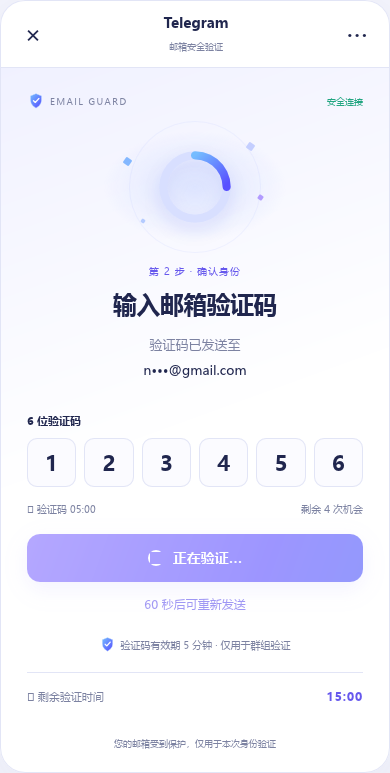 Telegram
邮箱安全验证
EMAIL GUARD
安全连接
第 2 步 · 确认身份
输入邮箱验证码
验证码已发送至
n•••@gmail.com
6 位验证码
1 2 3 4 5 6
验证码 05:00
剩余 4 次机会
正在验证...
60 秒后可重新发送
验证码有效期 5 分钟 · 仅用于群组验证
剩余验证时间
15:00
您的邮箱受到保护，仅用于本次身份验证